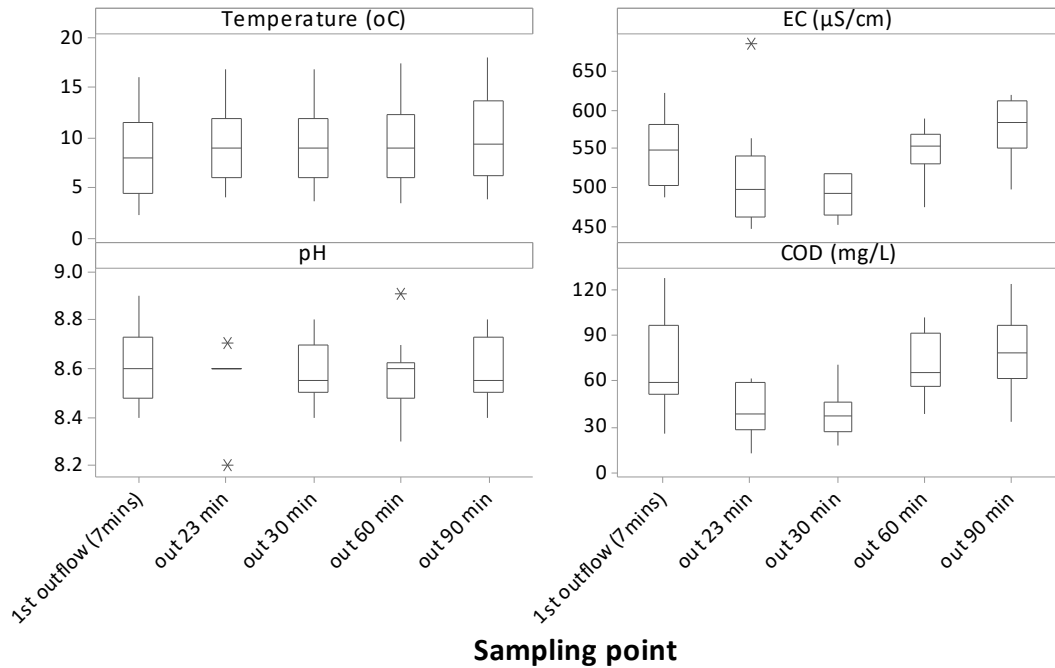 Temperature (oC)
EC (µS/cm)
20
15
10
5
0
650
600
550
500
450
pH
COD (mg/L)
9.0
8.8
8.6
8.4
8.2
120
90
60
30
0
1st outflow (7mins)
out 23 min
out 30 min
out 60 min
out 90 min
1st outflow (7mins)
out 23 min
out 30 min
out 60 min
out 90 min
Sampling point